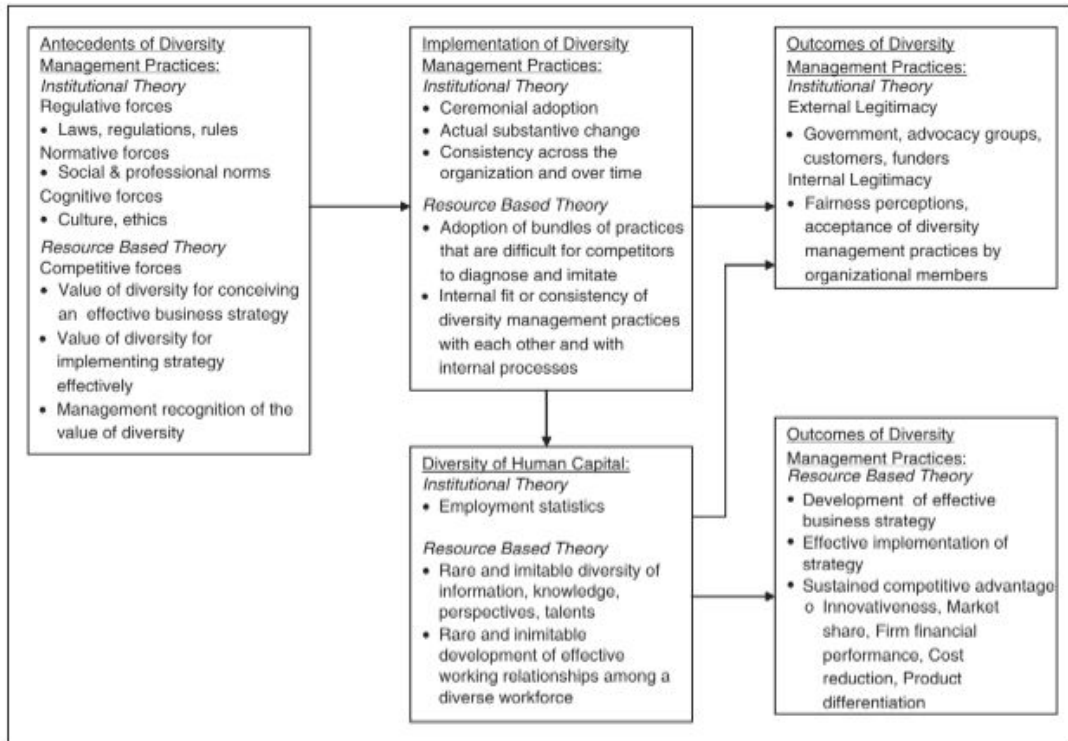 Antecedents of Diversity
Management Practices:
Institutional Theory
Regulative forces
• Laws, regulations, rules
Normative forces
• Social & professional norms
Cognitive forces
• Culture, ethics
Resource Based Theory
Competitive forces
• Value of diversity for conceiving
an effective business strategy
• Value of diversity for
implementing strategy
effectively
• Management recognition of the
value of diversity
Implementation of Diversity
Management Practices:
Institutional Theory
• Ceremonial adoption
• Actual substantive change
• Consistency across the
organization and over time
Resource Based Theory
• Adoption of bundles of practices
that are difficult for competitors
to diagnose and imitate
• Internal fit or consistency of
diversity management practices
with each other and with
internal processes
Diversity of Human Capital:
Institutional Theory
• Employment statistics
Resource Based Theory
• Rare and imitable diversity of
information, knowledge,
perspectives, talents
• Rare and inimitable
development of effective
working relationships among a
diverse workforce
Outcomes of Diversity
Management Practices:
Institutional Theory
External Legitimacy
• Government, advocacy groups,
customers, funders
Internal Legitimacy
• Fairness perceptions,
acceptance of diversity
management practices by
organizational members
Outcomes of Diversity
Management Practices:
Resource Based Theory
• Development of effective
business strategy
• Effective implementation of
strategy
• Sustained competitive advantage
o Innovativeness, Market
share, Firm financial
performance, Cost
reduction, Product
differentiation